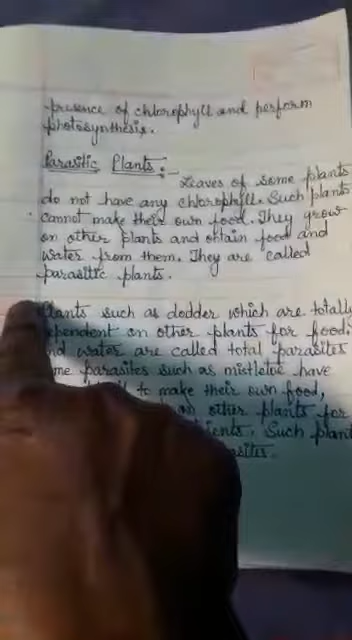 presence of chlorophyll and perform
photosynthesis.
Parasitic Plants :-
Leaves of some plants
do not have any chlorophyll. Such plants
cannot make their own food. They grow
on other plants and obtain food and
water from them. They are called
parasitic plants.
Plants such as dodder which are totally
dependent on other plants for food
and water are called total parasites
parasites such as mistletoe have
to make their own food,
on other plants for
Such plant